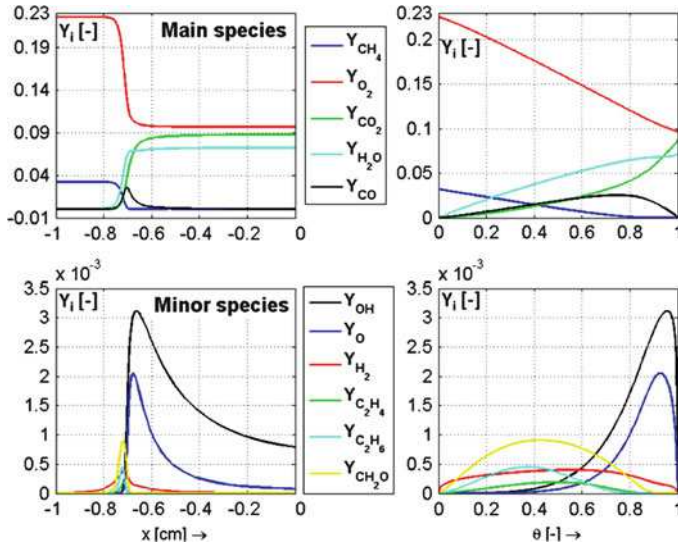 0.23
Y_i [-]
Main species
0.17
0.09
0.04
-0.01
-1 -0.8 -0.6 -0.4 -0.2 0
Y_CH4
Y_O2
Y_CO2
Y_H2O
Y_CO
0.23
Y_i [-]
0.2
0.15
0.1
0.05
0
0 0.2 0.4 0.6 0.8 1
x 10^-3
3.5
Y_i [-]
Minor species
3
2.5
2
1.5
1
0.5
0
-1 -0.8 -0.6 -0.4 -0.2 0
x [cm] →
Y_OH
Y_O
Y_H2
Y_C2H4
Y_C2H6
Y_CH2O
x 10^-3
3.5
Y_i [-]
3
2.5
2
1.5
1
0.5
0
0 0.2 0.4 0.6 0.8 1
θ [-] →